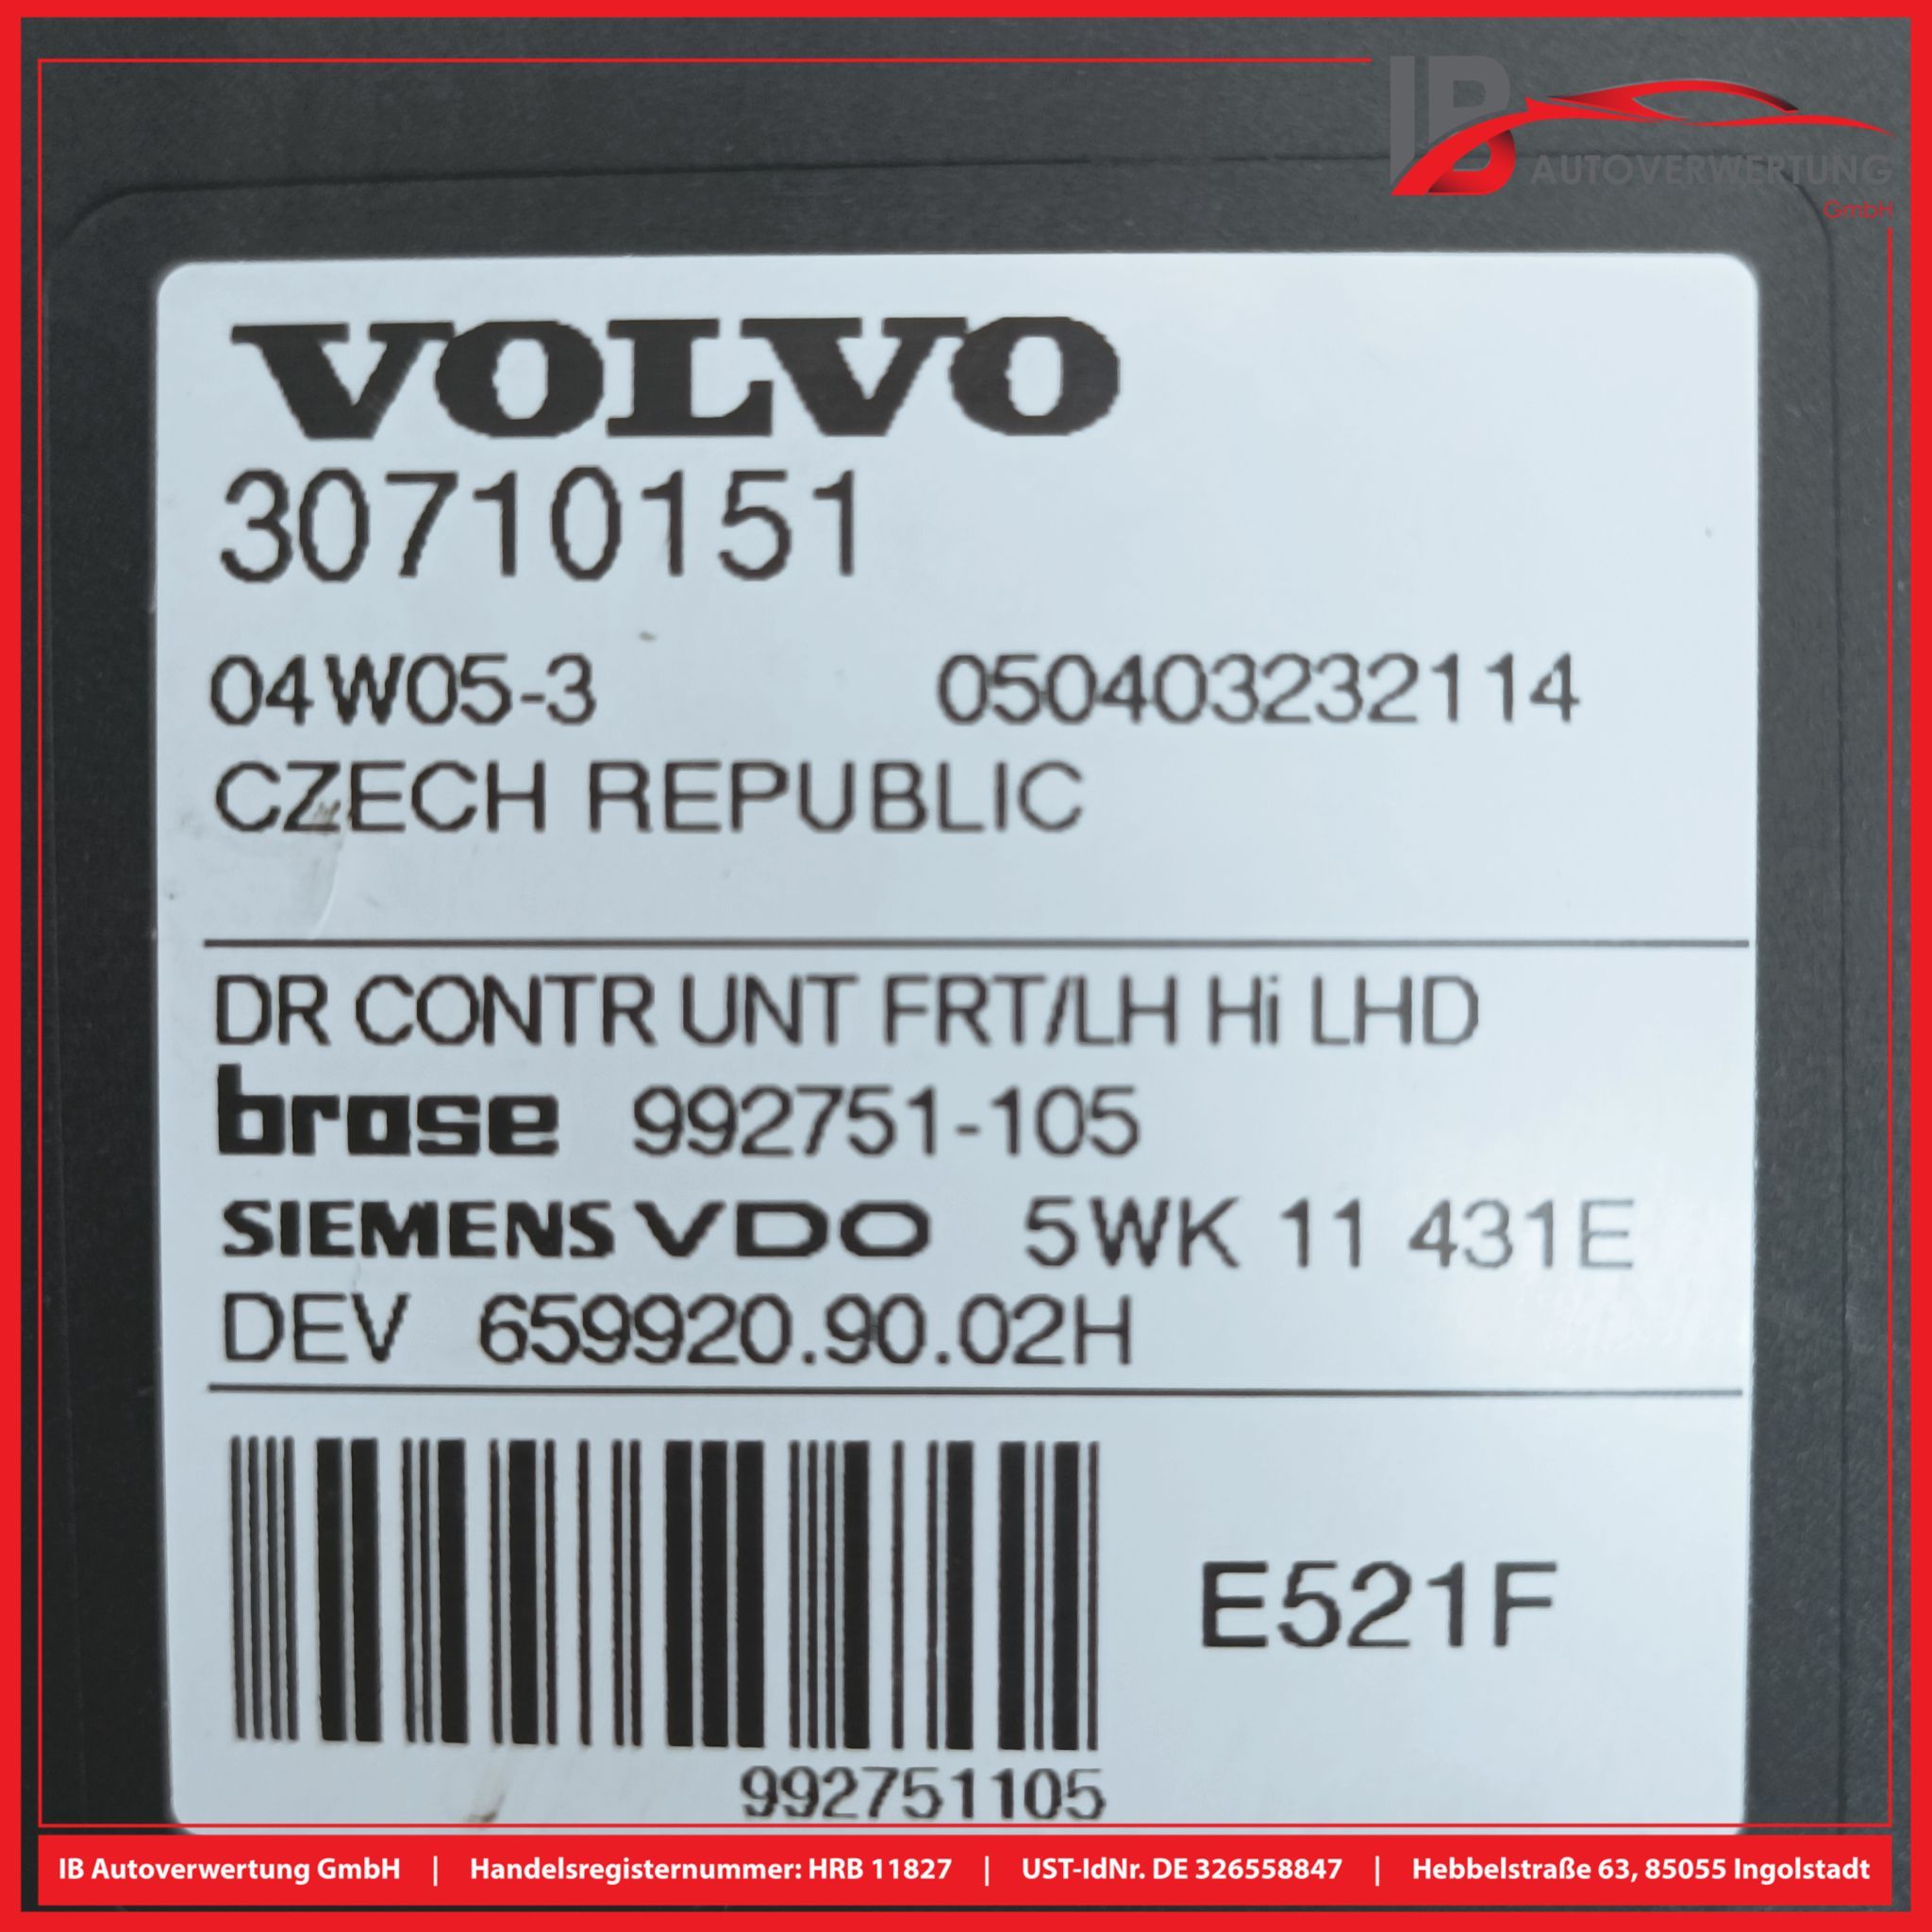 IB
AUTOVERWERTUNG
GmbH
VOLVO
30710151
04W05-3 050403232114
CZECH REPUBLIC
DR CONTR UNT FRT/LH Hi LHD
brose 992751-105
SIEMENS VDO 5WK 11 431E
DEV 659920.90.02H
E521F
992751105
IB Autoverwertung GmbH | Handelsregisternummer: HRB 11827 | UST-IdNr. DE 326558847 | Hebbelstraße 63, 85055 Ingolstadt